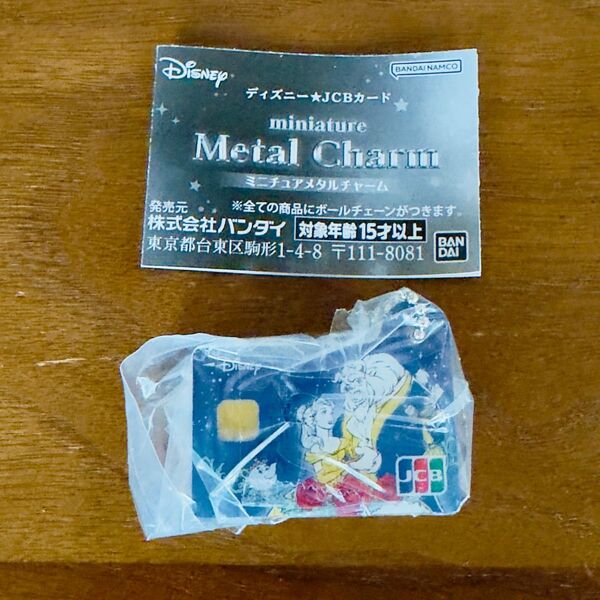 Disney
BANDAI NAMCO
ディズニー★JCBカード
miniature
Metal Charm
ミニチュアメタルチャーム
発売元 ※全ての商品にボールチェーンがつきます。
株式会社バンダイ 対象年齢15才以上
東京都台東区駒形1-4-8 〒111-8081
BAN
DAI
Disney
JCB